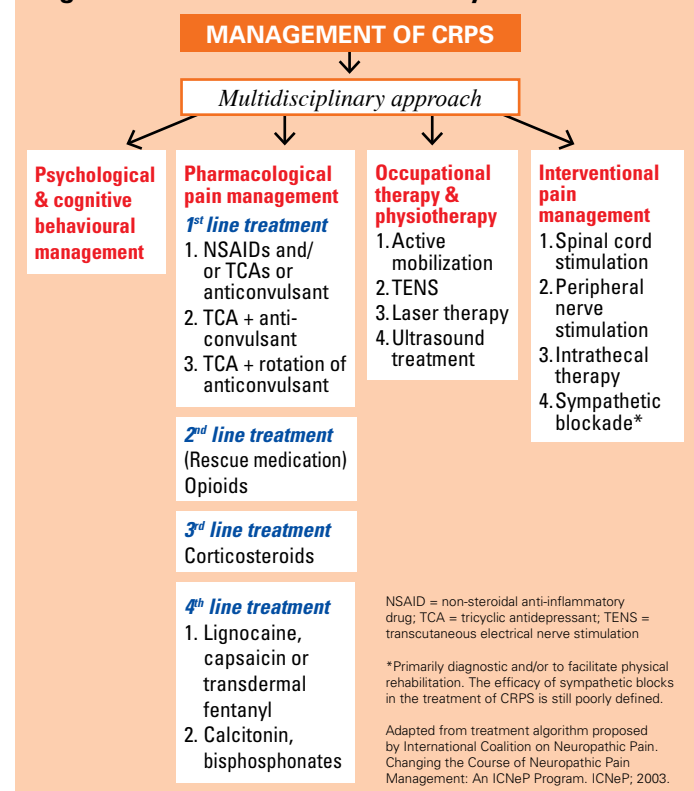 MANAGEMENT OF CRPS
Multidisciplinary approach
Psychological
& cognitive
behavioural
management
Pharmacological
pain management
1st line treatment
1. NSAIDs and/
or TCAs or
anticonvulsant
2. TCA + anti-
convulsant
3. TCA + rotation of
anticonvulsant
2nd line treatment
(Rescue medication)
Opioids
3rd line treatment
Corticosteroids
4th line treatment
1. Lignocaine,
capsaicin or
transdermal
fentanyl
2. Calcitonin,
bisphosphonates
Occupational
therapy &
physiotherapy
1. Active
mobilization
2. TENS
3. Laser therapy
4. Ultrasound
treatment
Interventional
pain
management
1. Spinal cord
stimulation
2. Peripheral
nerve
stimulation
3. Intrathecal
therapy
4. Sympathetic
blockade*
NSAID = non-steroidal anti-inflammatory
drug; TCA = tricyclic antidepressant; TENS =
transcutaneous electrical nerve stimulation
*Primarily diagnostic and/or to facilitate physical
rehabilitation. The efficacy of sympathetic blocks
in the treatment of CRPS is still poorly defined.
Adapted from treatment algorithm proposed
by International Coalition on Neuropathic Pain.
Changing the Course of Neuropathic Pain
Management: An ICNeP Program. ICNeP; 2003.